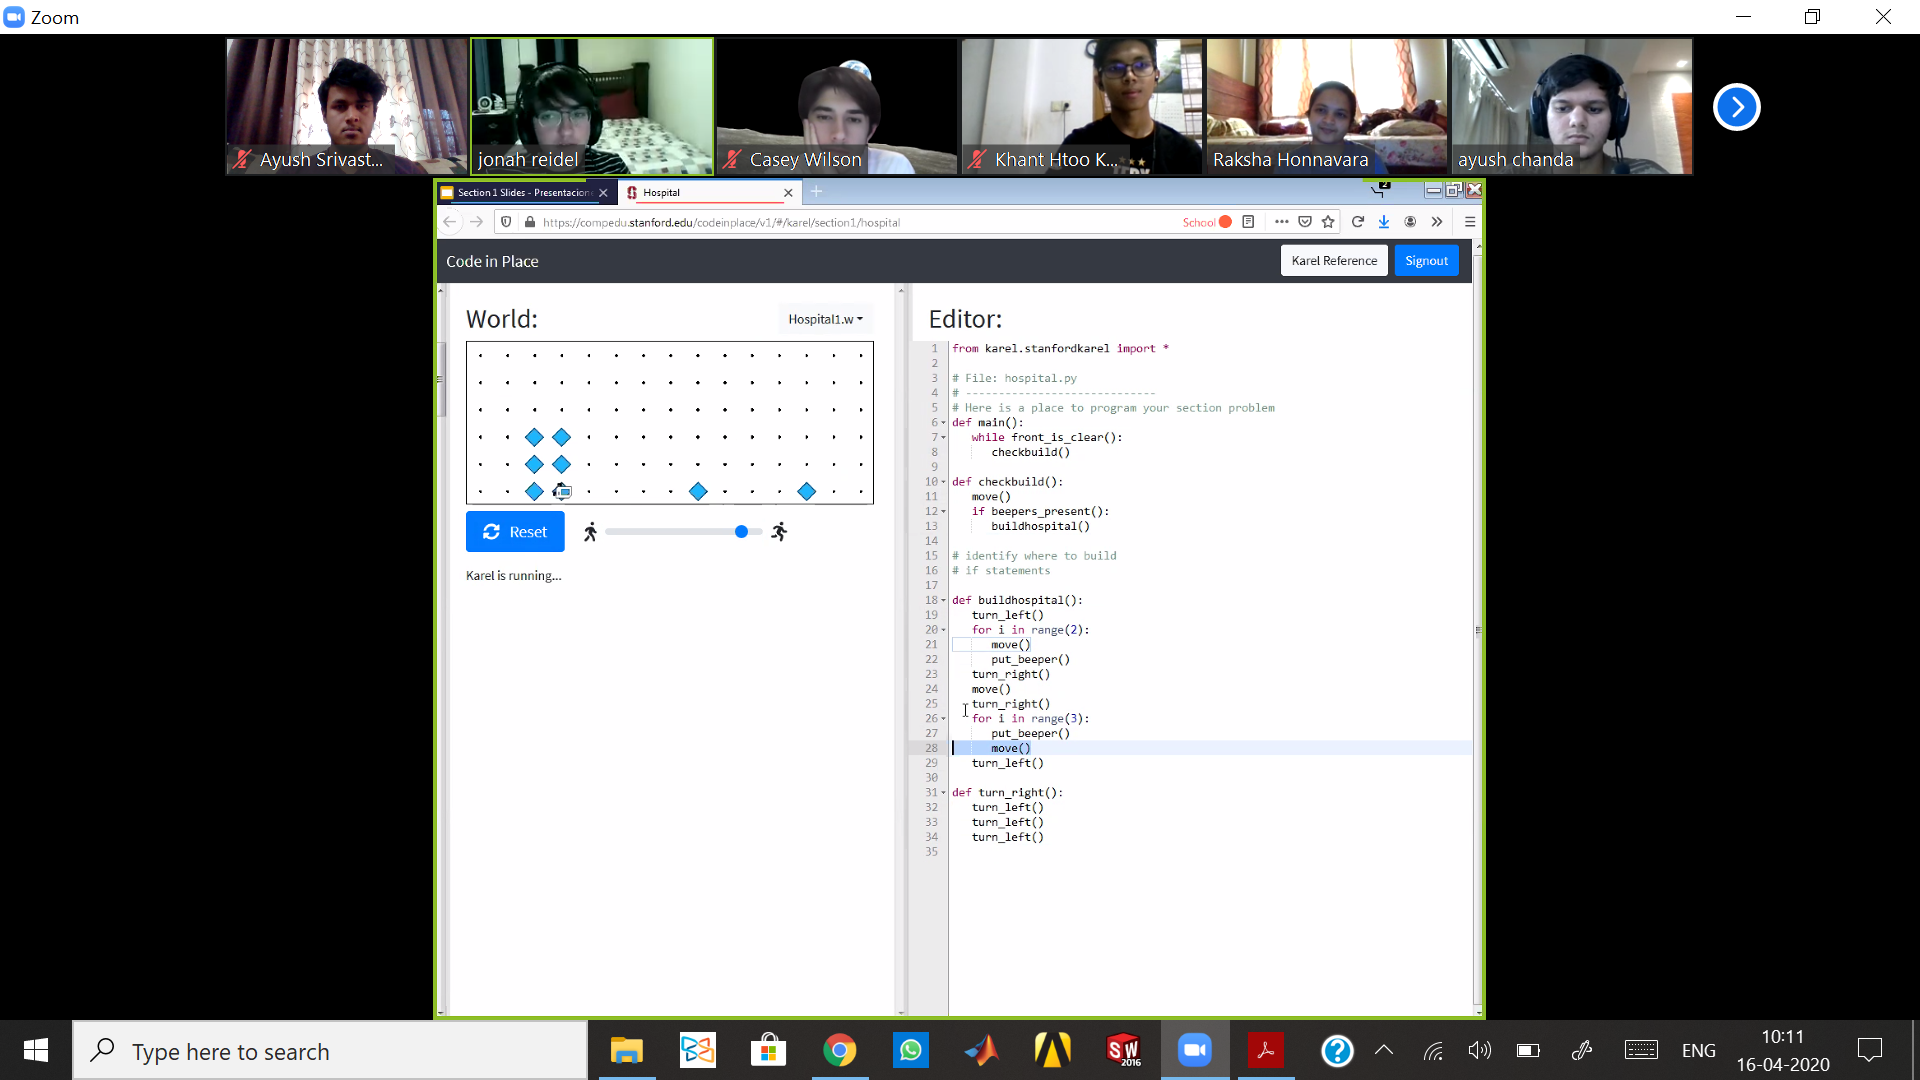 Zoom
Ayush Srivast...
jonah reidel
Casey Wilson
Khant Htoo K...
Raksha Honnavara
ayush chanda
Section 1 Slides - Presentacion
Hospital
2
https://compedu.stanford.edu/codeinplace/v1/#/karel/section1/hospital
School
Code in Place
Karel Reference
Signout
World:
Hospital1.w
Reset
Karel is running...
Editor:
1 from karel.stanfordkarel import *
2
3 # File: hospital.py
4 # -----------------------------
5 # Here is a place to program your section problem
6 def main():
7 while front_is_clear():
8 checkbuild()
9
10 def checkbuild():
11 move()
12 if beepers_present():
13 buildhospital()
14
15 # identify where to build
16 # if statements
17
18 def buildhospital():
19 turn_left()
20 for i in range(2):
21 move()
22 put_beeper()
23 turn_right()
24 move()
25 turn_right()
26 for i in range(3):
27 put_beeper()
28 move()
29 turn_left()
30
31 def turn_right():
32 turn_left()
33 turn_left()
34 turn_left()
35
Type here to search
SW
2016
ENG
10:11
16-04-2020